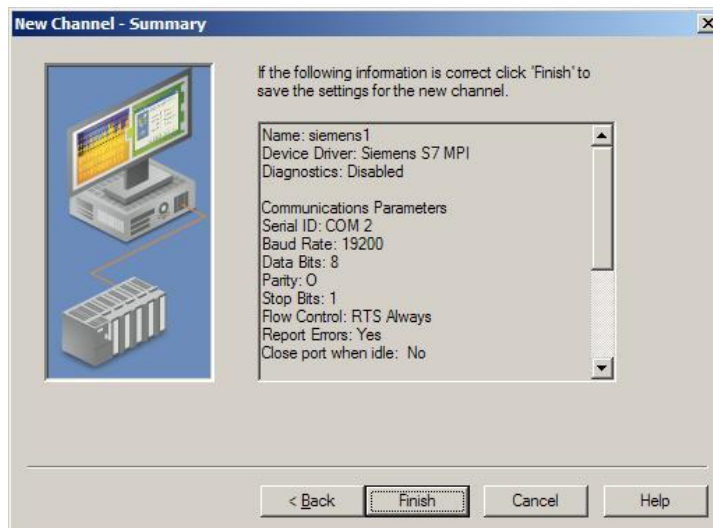 New Channel - Summary
If the following information is correct click 'Finish' to
save the settings for the new channel.
Name: siemens1
Device Driver: Siemens S7 MPI
Diagnostics: Disabled
Communications Parameters
Serial ID: COM 2
Baud Rate: 19200
Data Bits: 8
Parity: O
Stop Bits: 1
Flow Control: RTS Always
Report Errors: Yes
Close port when idle: No
< Back
Finish
Cancel
Help